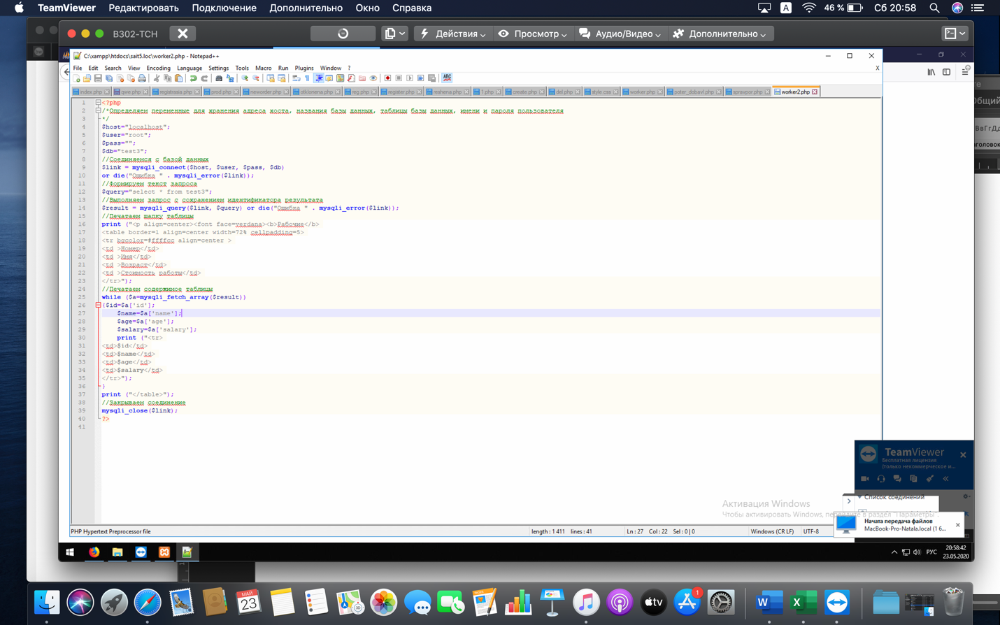 TeamViewer Редактировать Подключение Дополнительно Окно Справка
A 46 % Сб 20:58
B302-TCH Действия Просмотр Аудио/Видео Дополнительно
C:\xampp\htdocs\sait5.loc\worker2.php - Notepad++
File Edit Search View Encoding Language Settings Tools Macro Run Plugins Window ? X
index.php qwe.php registrasia.php prod.php neworder.php otklonena.php reg.php register.php reshena.php 1.php create.php del.php style.css worker.php poter_dobavl.php spravpor.php worker2.php
1 <?php
2 /*Определяем переменные для хранения адреса хоста, названия базы данных, таблицы базы данных, имени и пароля пользователя
3 */
4 $host="localhost";
5 $user="root";
6 $pass="";
7 $db="test3";
8 //Соединяемся с базой данных
9 $link = mysqli_connect($host, $user, $pass, $db)
10 or die("Ошибка " . mysqli_error($link));
11 //формируем текст запроса
12 $query="select * from test3";
13 //Выполняем запрос с сохранением идентификатора результата
14 $result = mysqli_query($link, $query) or die("Ошибка " . mysqli_error($link));
15 //Печатаем шапку таблицы
16 print ("<p align=center><font face=verdana><b>Рабочие</b>
17 <table border=1 align=center width=72% cellpadding=5>
18 <tr bgcolor=#ffffcc align=center >
19 <td >Номер</td>
20 <td >Имя</td>
21 <td >Возраст</td>
22 <td >Стоимость работы</td>
23 </tr>");
24 //Печатаем содержимое таблицы
25 while ($a=mysqli_fetch_array($result))
26 {$id=$a['id'];
27 $name=$a['name'];
28 $age=$a['age'];
29 $salary=$a['salary'];
30 print ("<tr>
31 <td>$id</td>
32 <td>$name</td>
33 <td>$age</td>
34 <td>$salary</td>
35 </tr>");
36 }
37 print ("</table>");
38 //Закрываем соединение
39 mysqli_close($link);
40 ?>
41
TeamViewer
Бесплатная лицензия
(только некоммерческое и...
Список соединений
Активация Windows
Чтобы активировать Windows, перейдите в раздел "Параметры".
Начата передача файлов
MacBook-Pro-Natala.local (1 6...
PHP Hypertext Preprocessor file length : 1 411 lines : 41 Ln : 27 Col : 22 Sel : 0 | 0 Windows (CR LF) UTF-8
РУС 20:58:42
23.05.2020
МАЙ
23
3D
tv
1
W X